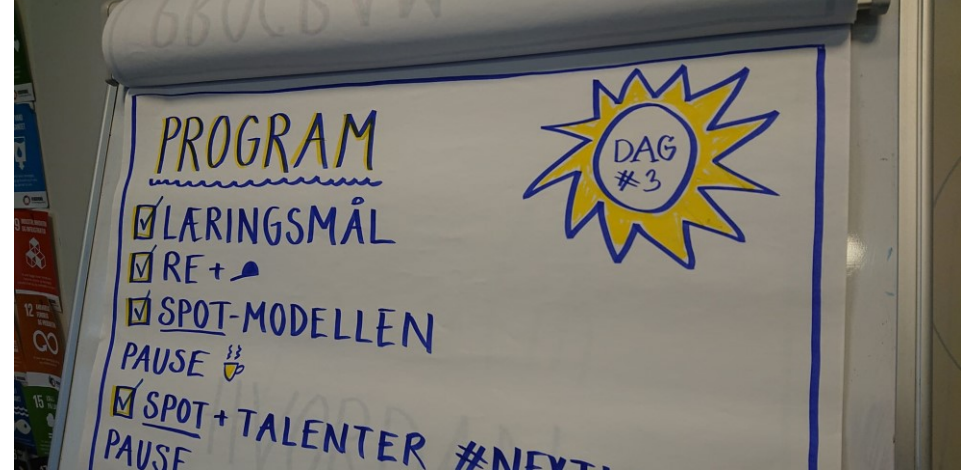 PROGRAM
DAG
#3
LÆRINGSMÅL
RE +
SPOT-MODELLEN
PAUSE
SPOT + TALENTER
PAUSE